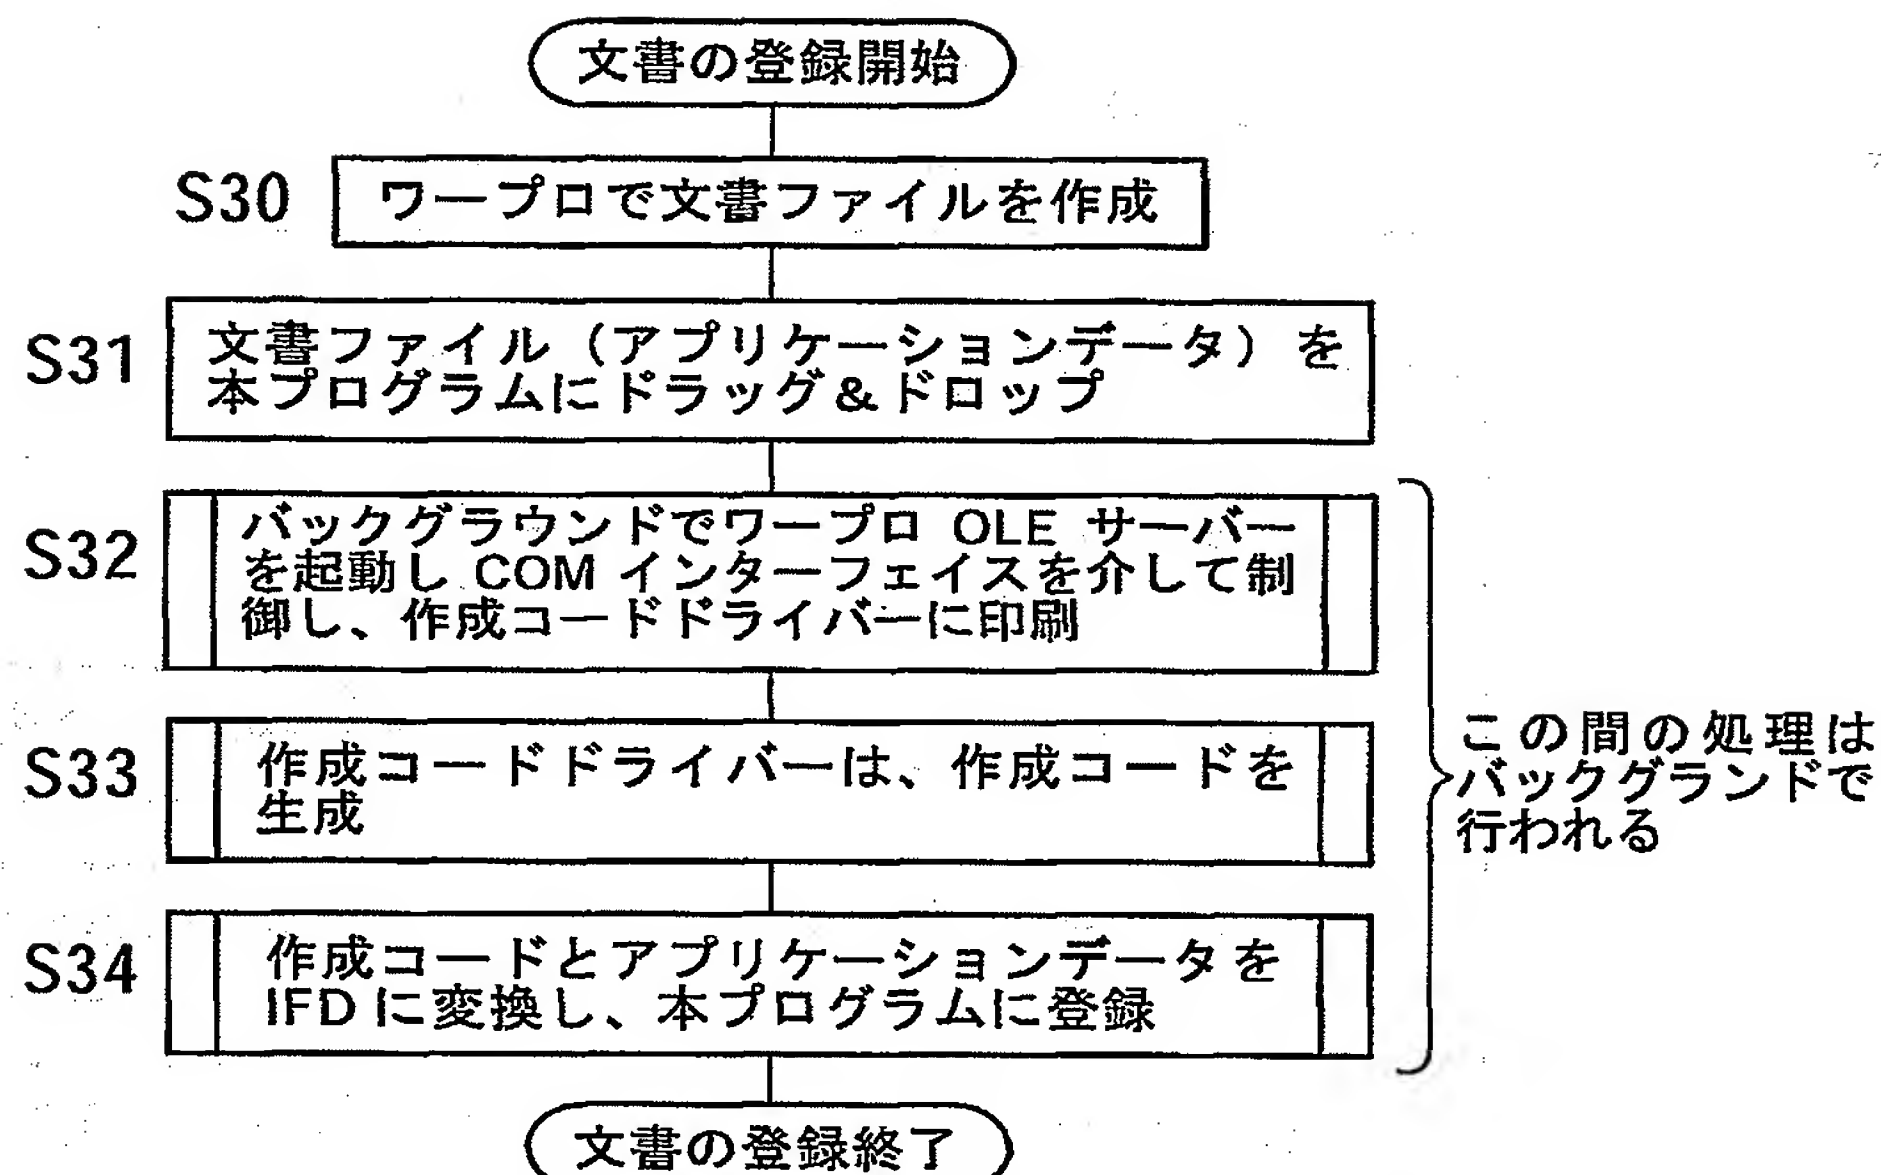 文書の登録開始
S30 ワープロで文書ファイルを作成
S31 文書ファイル（アプリケーションデータ）を
本プログラムにドラッグ&ドロップ
S32 バックグラウンドでワープロ OLE サーバー
を起動し COM インターフェイスを介して制
御し、作成コードドライバーに印刷
S33 作成コードドライバーは、作成コードを
生成
S34 作成コードとアプリケーションデータを
IFD に変換し、本プログラムに登録
この間の処理は
バックグランドで
行われる
文書の登録終了